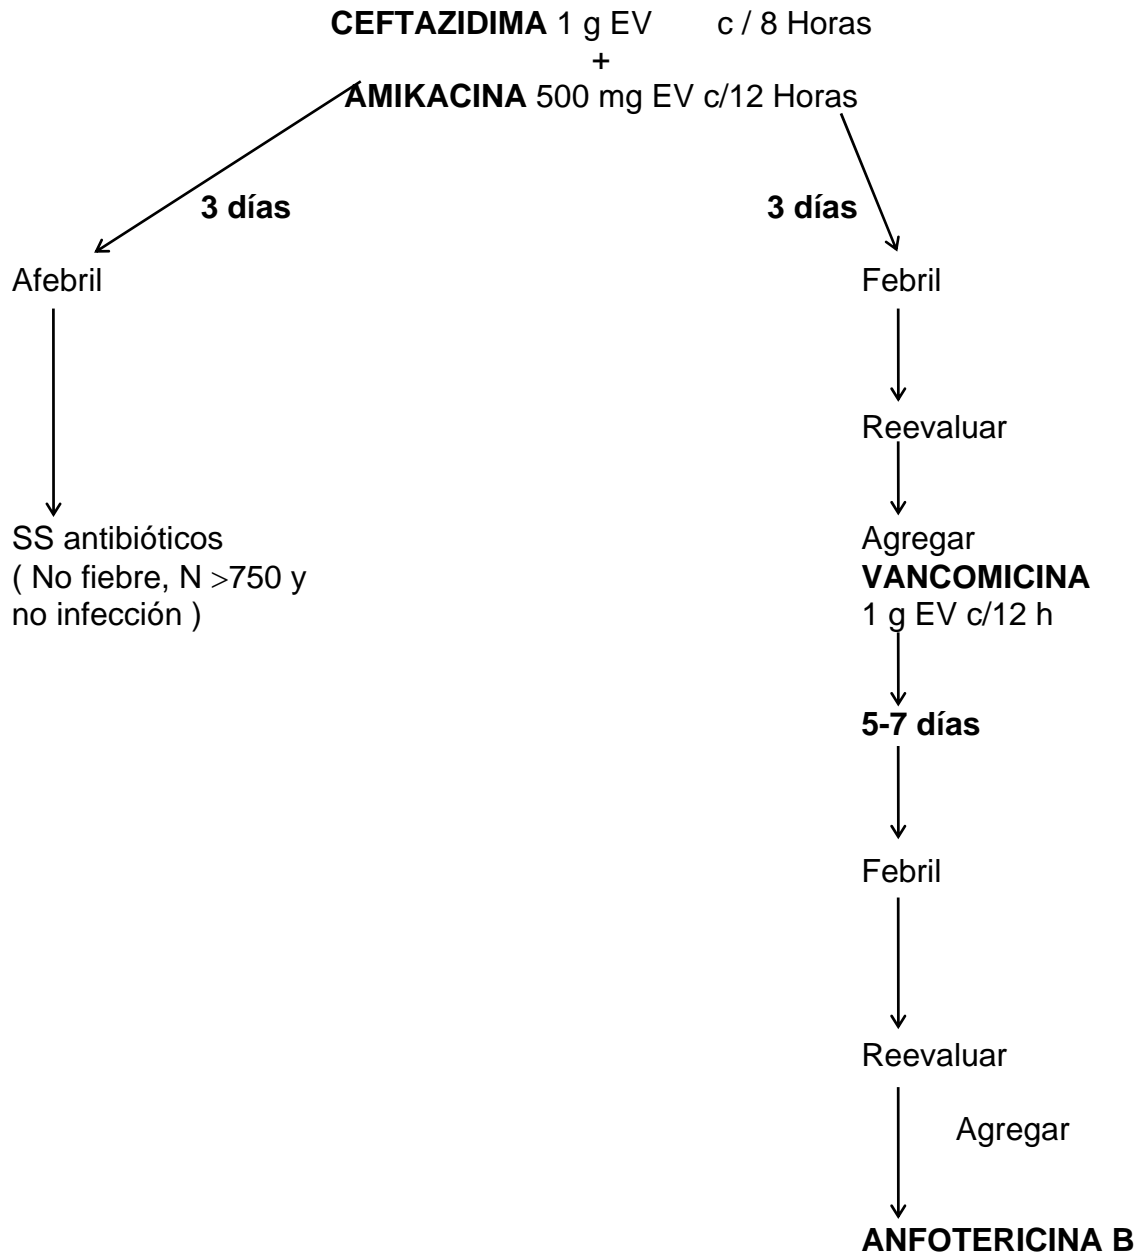 CEFTAZIDIMA 1 g EV c / 8 Horas
+
AMIKACINA 500 mg EV c/12 Horas
3 días
3 días
Afebril
Febril
Reevaluar
SS antibióticos
( No fiebre, N >750 y
no infección )
Agregar
VANCOMICINA
1 g EV c/12 h
5-7 días
Febril
Reevaluar
Agregar
ANFOTERICINA B